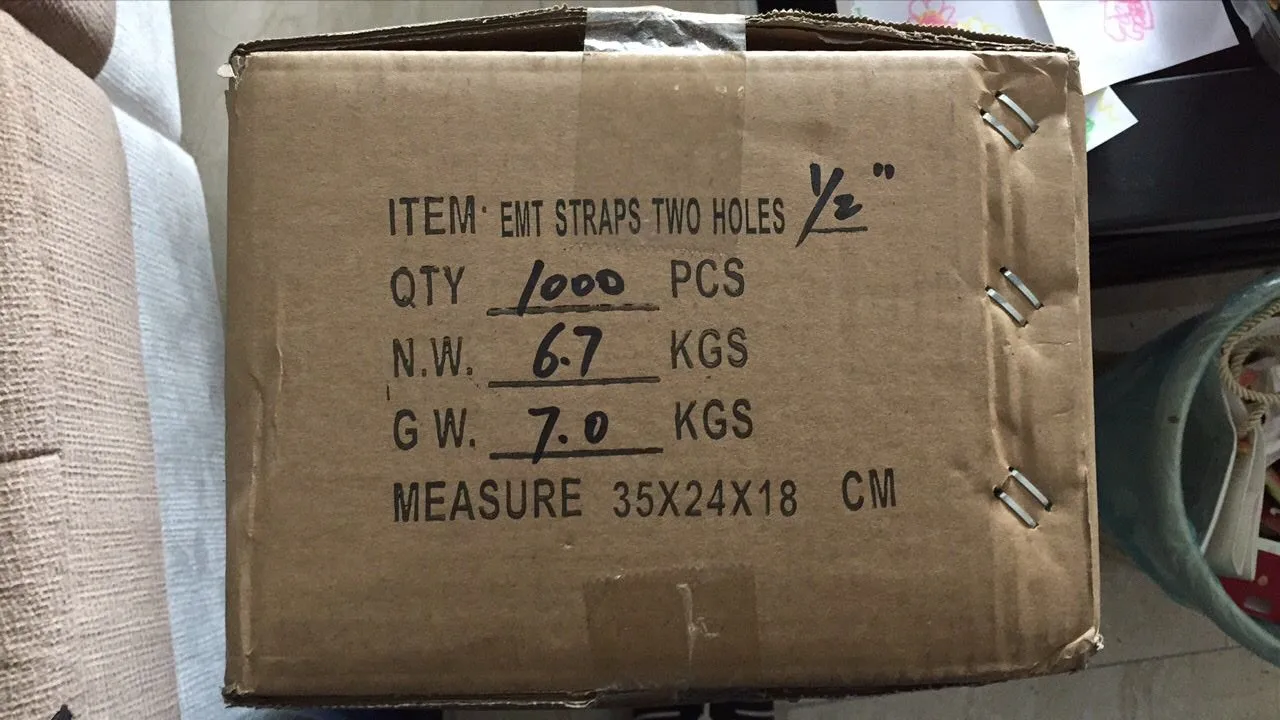 ITEM· EMT STRAPS TWO HOLES 1/2"
QTY 1000 PCS
N.W. 6.7 KGS
G W. 7.0 KGS
MEASURE 35X24X18 CM